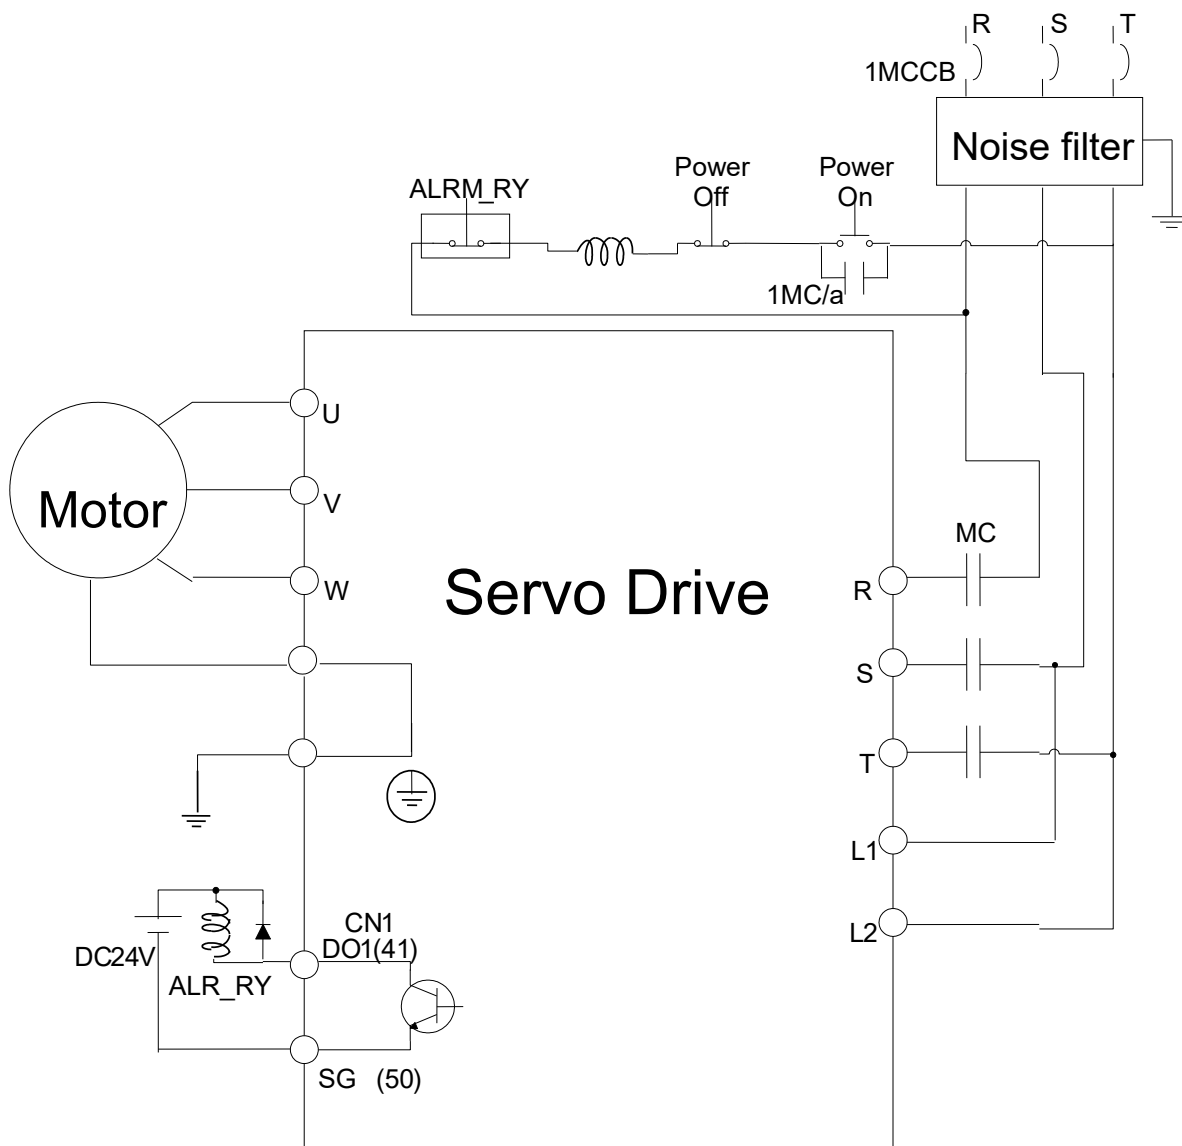 R S T
1MCCB
Noise filter
Power
Off
Power
On
ALRM_RY
1MC/a
U
Motor
V
W
Servo Drive
MC
R
S
T
L1
L2
CN1
DO1(41)
DC24V
ALR_RY
SG (50)